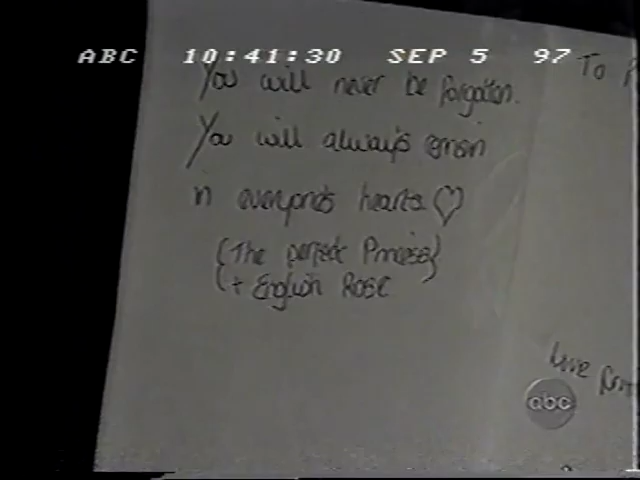 ABC 10:41:30 SEP 5 97
To
You will never be forgotten.
You will always remain
in everyone's hearts ♡
(The perfect Princess)
(+ English Rose
Love
abc